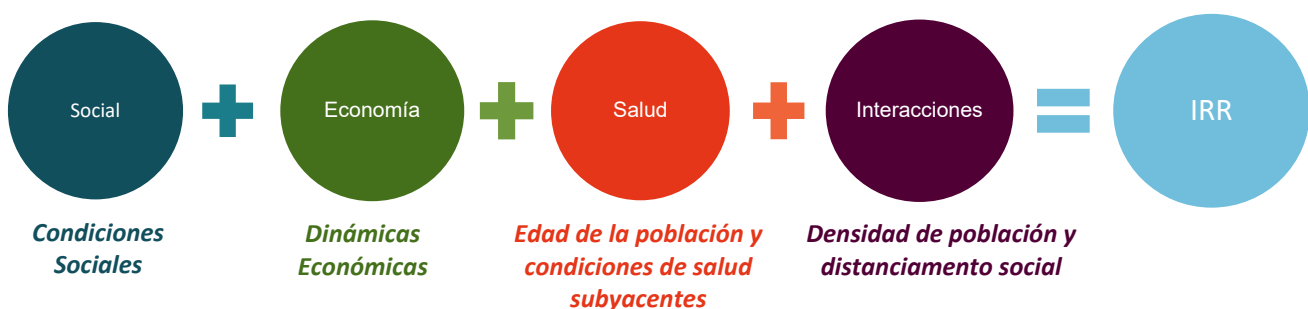 Social
Economía
Salud
Interacciones
IRR
Condiciones
Sociales
Dinámicas
Económicas
Edad de la población y
condiciones de salud
subyacentes
Densidad de población y
distanciamento social